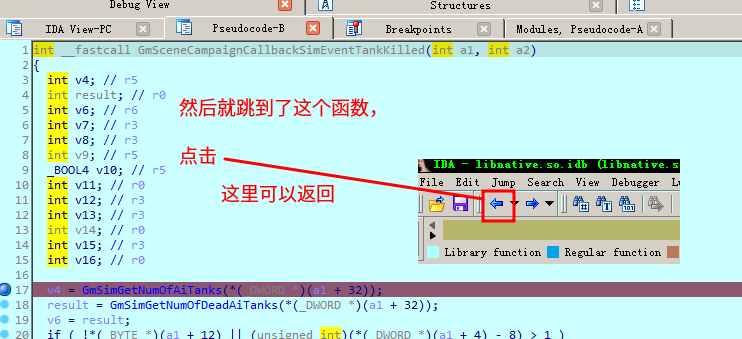 Debug View
Structures
IDA View-PC
Pseudocode-B
Breakpoints
Modules, Pseudocode-A
1 int __fastcall GmSceneCampaignCallbackSimEventTankKilled(int a1, int a2)
2 {
3 int v4; // r5
4 int result; // r0
5 int v6; // r6
6 int v7; // r3
7 int v8; // r3
8 int v9; // r5
9 _BOOL4 v10; // r5
10 int v11; // r0
11 int v12; // r3
12 int v13; // r3
13 int v14; // r0
14 int v15; // r3
15 int v16; // r0
16
17 v4 = GmSimGetNumOfAiTanks(*(_DWORD *)(a1 + 32));
18 result = GmSimGetNumOfDeadAiTanks(*(_DWORD *)(a1 + 32));
19 v6 = result;
20 if ( !*(_BYTE *)(a1 + 12) || (unsigned int)(*(_DWORD *)(a1 + 4) - 8) > 1 )
然后就跳到了这个函数，
点击
这里可以返回
IDA - libnative.so.idb (libnative.s
File Edit Jump Search View Debugger
Library function Regular function